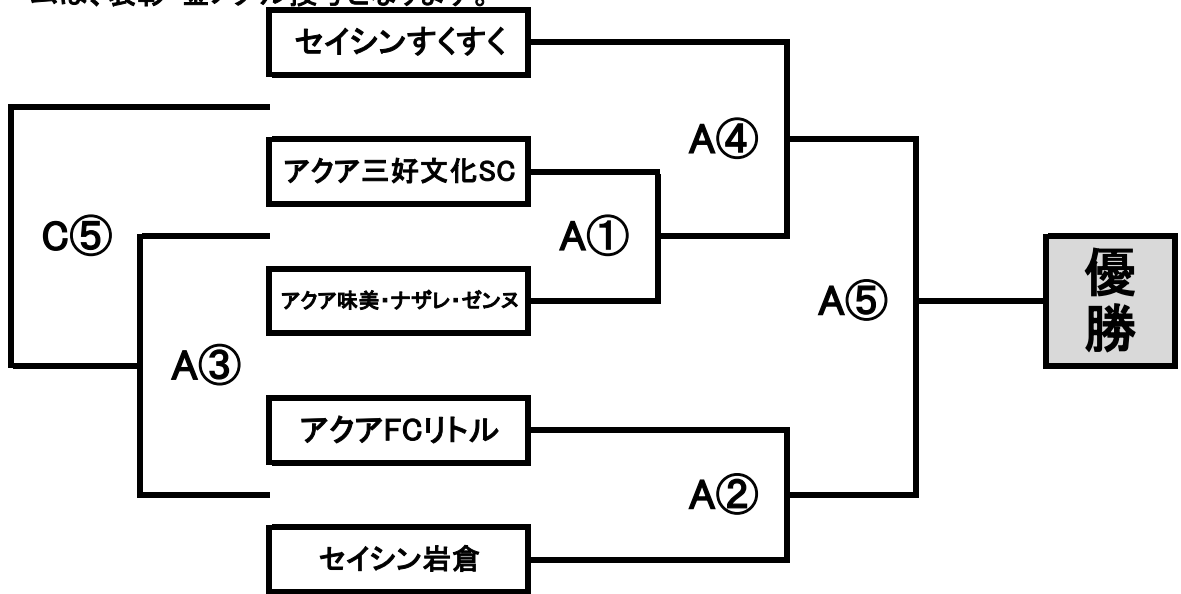 セイシンすくすく
A④
アクア三好文化SC
C⑤
A①
アクア味美・ナザレ・ゼンヌ
A⑤
優勝
A③
アクアFCリトル
A②
セイシン岩倉